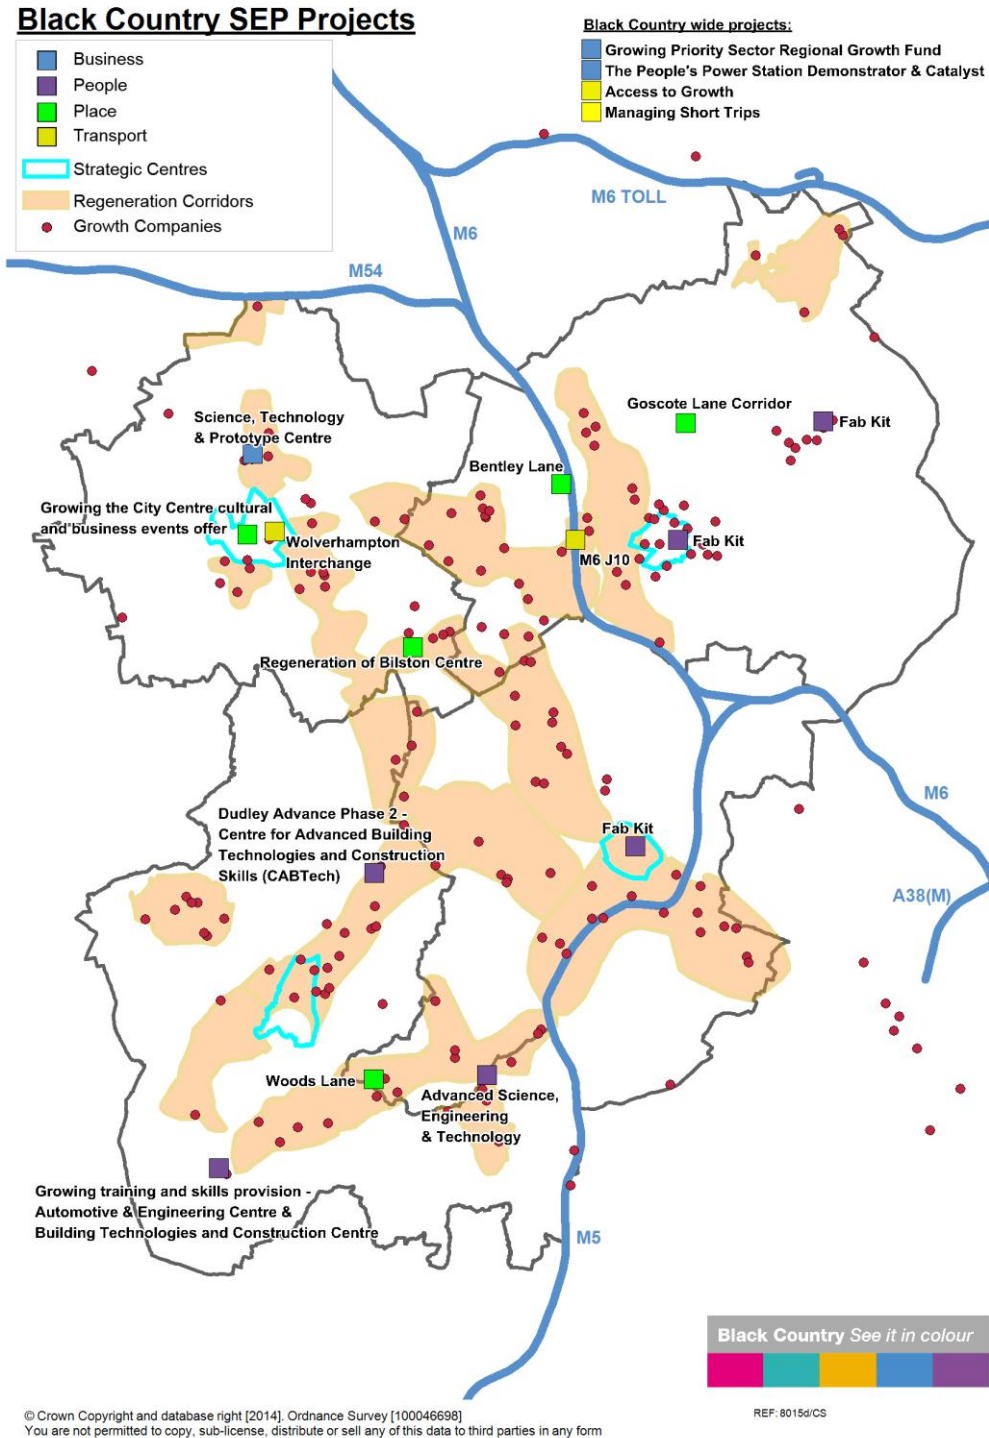 Black Country SEP Projects
Business
People
Place
Transport
Strategic Centres
Regeneration Corridors
Growth Companies
Black Country wide projects:
Growing Priority Sector Regional Growth Fund
The People's Power Station Demonstrator & Catalyst
Access to Growth
Managing Short Trips
M6 TOLL
M6
M54
Science, Technology
& Prototype Centre
Goscote Lane Corridor
Fab Kit
Bentley Lane
Growing the City Centre cultural
and business events offer
Wolverhampton
Interchange
Fab Kit
M6 J10
Regeneration of Bilston Centre
M6
Dudley Advance Phase 2 -
Centre for Advanced Building
Technologies and Construction
Skills (CABTech)
Fab Kit
A38(M)
Woods Lane
Advanced Science,
Engineering
& Technology
Growing training and skills provision -
Automotive & Engineering Centre &
Building Technologies and Construction Centre
M5
Black Country See it in colour
© Crown Copyright and database right [2014]. Ordnance Survey [100046698]
You are not permitted to copy, sub-license, distribute or sell any of this data to third parties in any form
REF: 8015d/CS